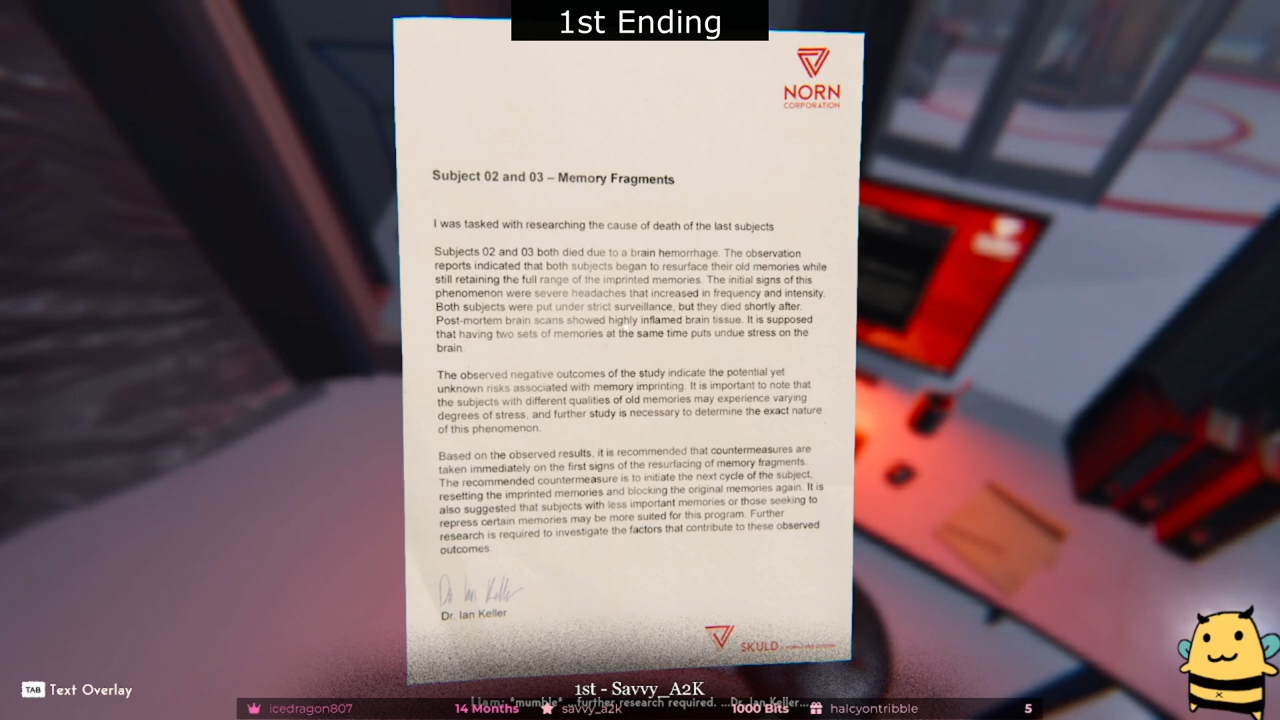 1st Ending
NORN
CORPORATION
Subject 02 and 03 – Memory Fragments
I was tasked with researching the cause of death of the last subjects
Subjects 02 and 03 both died due to a brain hemorrhage. The observation
reports indicated that both subjects began to resurface their old memories while
still retaining the full range of the imprinted memories. The initial signs of this
phenomenon were severe headaches that increased in frequency and intensity.
Both subjects were put under strict surveillance, but they died shortly after.
Post-mortem brain scans showed highly inflamed brain tissue. It is supposed
that having two sets of memories at the same time puts undue stress on the
brain.
The observed negative outcomes of the study indicate the potential yet
unknown risks associated with memory imprinting. It is important to note that
the subjects with different qualities of old memories may experience varying
degrees of stress, and further study is necessary to determine the exact nature
of this phenomenon.
Based on the observed results, it is recommended that countermeasures are
taken immediately on the first signs of the resurfacing of memory fragments.
The recommended countermeasure is to initiate the next cycle of the subject,
resetting the imprinted memories and blocking the original memories again. It is
also suggested that subjects with less important memories or those seeking to
repress certain memories may be more suited for this program. Further
research is required to investigate the factors that contribute to these observed
outcomes.
Dr. Ian Keller
Dr. Ian Keller
SKULD
TAB Text Overlay
1st - Savvy_A2K
Liam: *mumble* ...further research required. ...Dr. Ian Keller...
icedragon807 14 Months savvy_a2k 1000 Bits halcyontribble 5